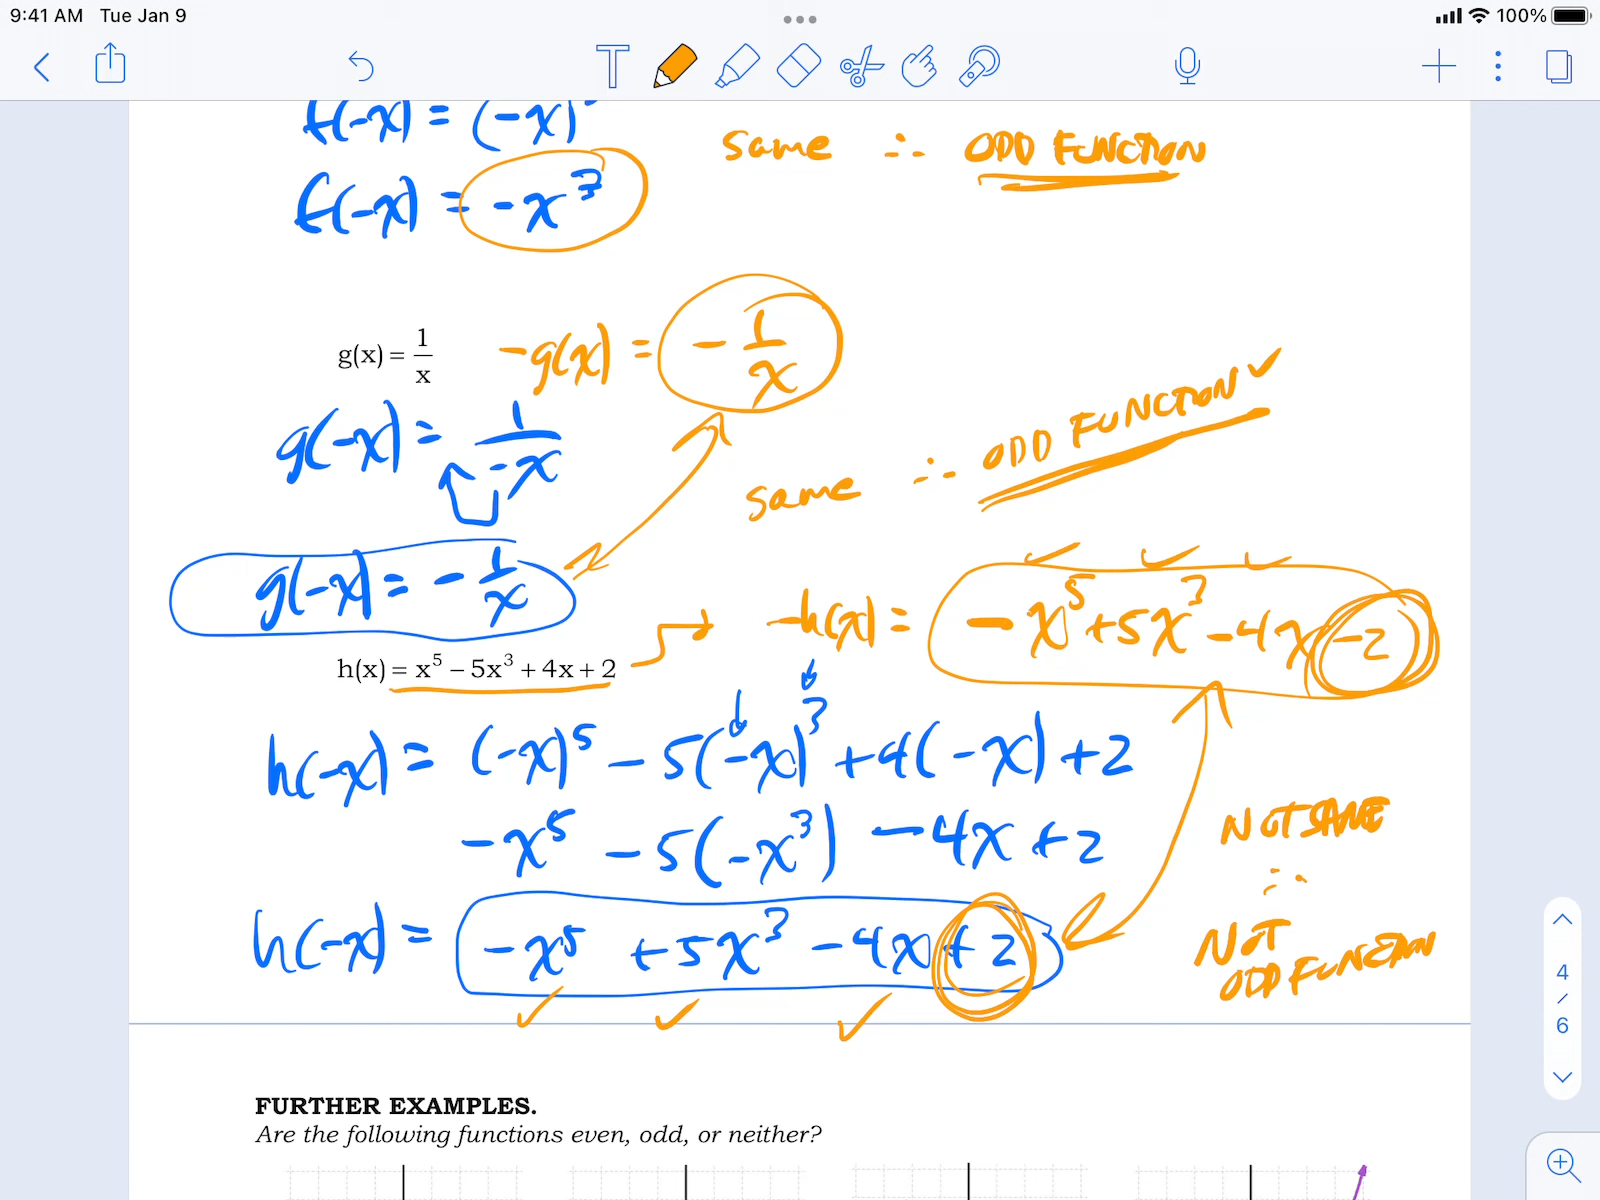 9:41 AM Tue Jan 9 100%
f(-x) = (-x)
same ∴ ODD FUNCTION
f(-x) = -x³
g(x) = 1/x
-g(x) = -1/x
g(-x) = 1/-x
same ∴ ODD FUNCTION ✓
g(-x) = -1/x
h(x) = x⁵ – 5x³ + 4x + 2
-h(x) = -x⁵ + 5x³ - 4x - 2
h(-x) = (-x)⁵ - 5(-x)³ + 4(-x) + 2
-x⁵ - 5(-x³) - 4x + 2
NOT SAME
∴
NOT
ODD FUNCTION
h(-x) = -x⁵ + 5x³ - 4x + 2
4
/
6
FURTHER EXAMPLES.
Are the following functions even, odd, or neither?